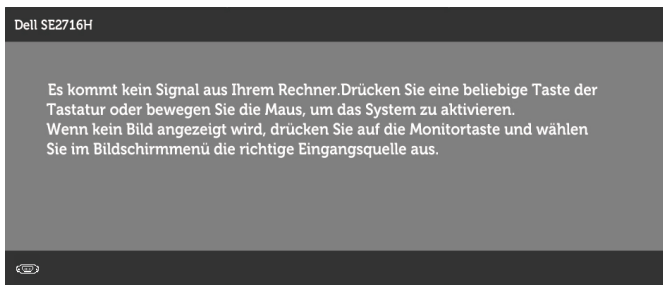 Dell SE2716H
Es kommt kein Signal aus Ihrem Rechner.Drücken Sie eine beliebige Taste der
Tastatur oder bewegen Sie die Maus, um das System zu aktivieren.
Wenn kein Bild angezeigt wird, drücken Sie auf die Monitortaste und wählen
Sie im Bildschirmmenü die richtige Eingangsquelle aus.